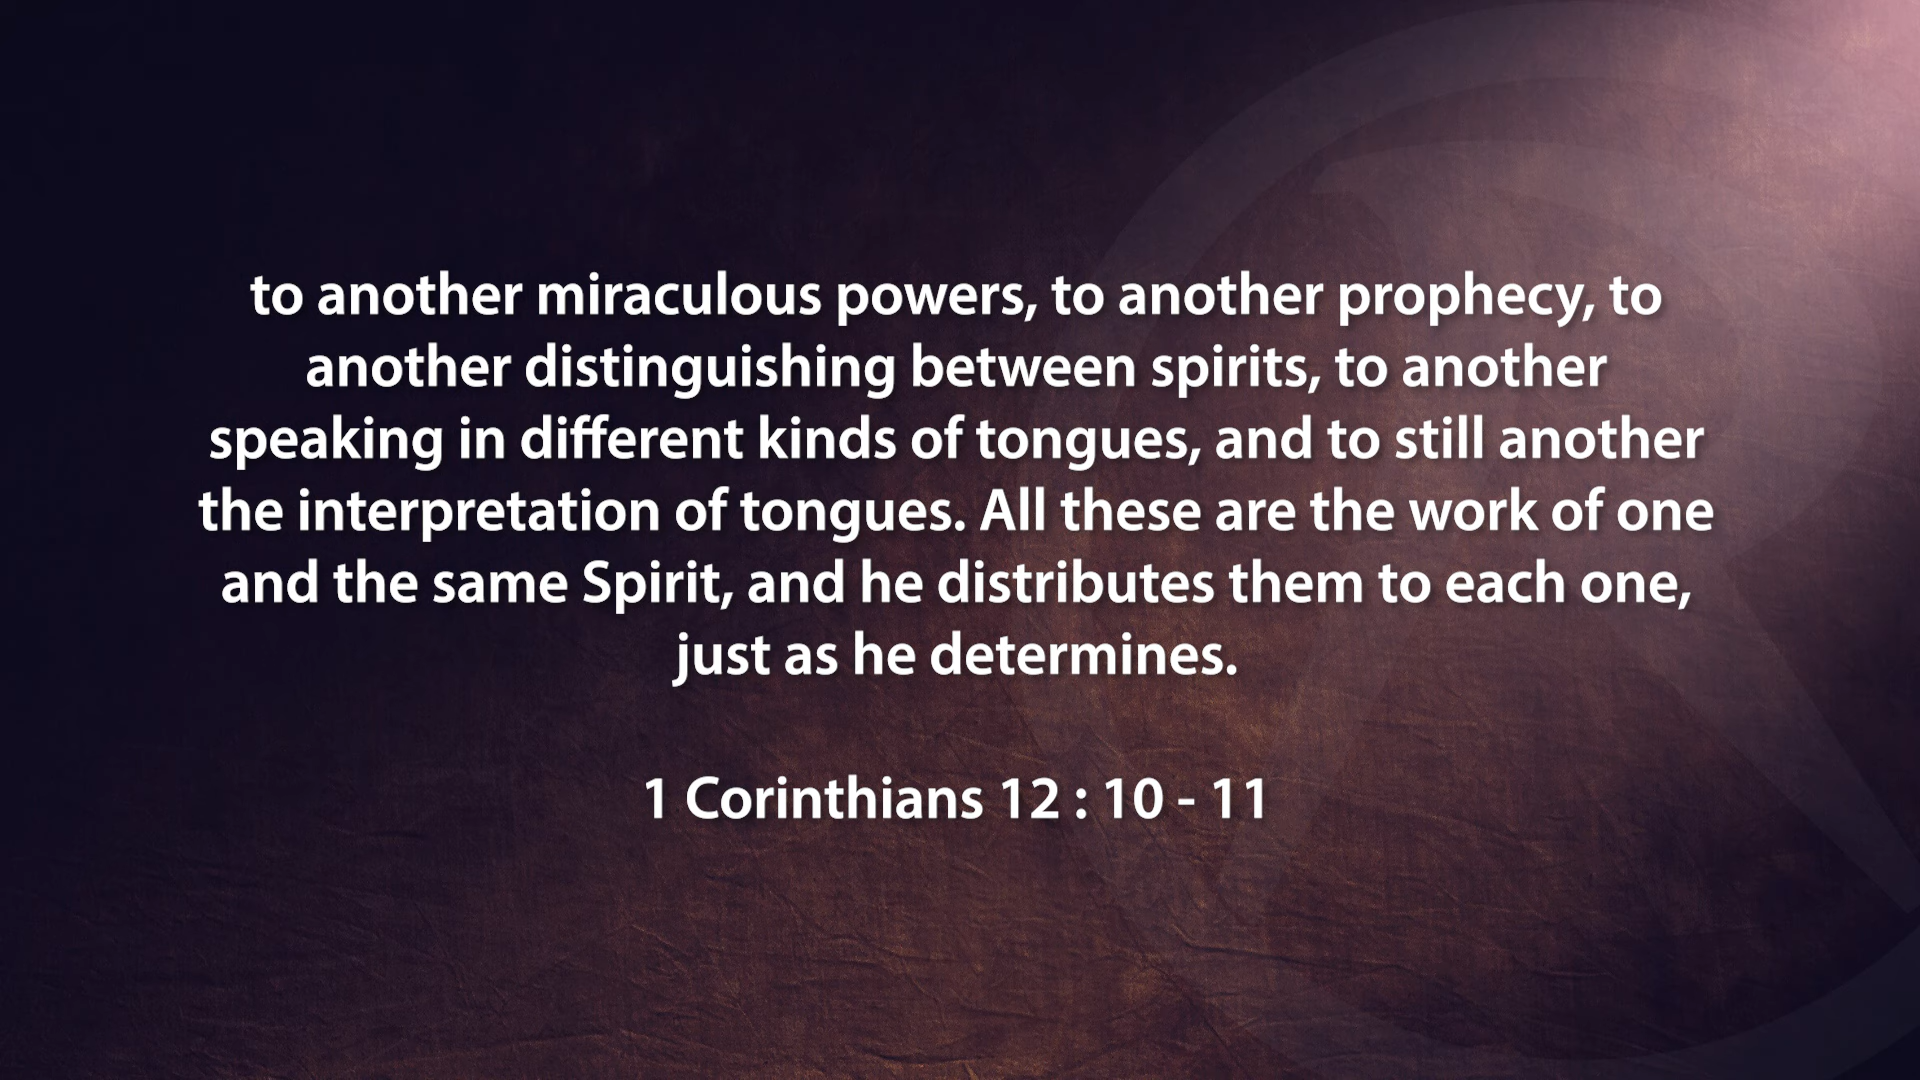 to another miraculous powers, to another prophecy, to
another distinguishing between spirits, to another
speaking in different kinds of tongues, and to still another
the interpretation of tongues. All these are the work of one
and the same Spirit, and he distributes them to each one,
just as he determines.
1 Corinthians 12 : 10 - 11